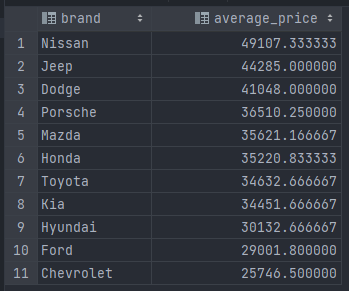 brand average_price
1 Nissan 49107.333333
2 Jeep 44285.000000
3 Dodge 41048.000000
4 Porsche 36510.250000
5 Mazda 35621.166667
6 Honda 35220.833333
7 Toyota 34632.666667
8 Kia 34451.666667
9 Hyundai 30132.666667
10 Ford 29001.800000
11 Chevrolet 25746.500000